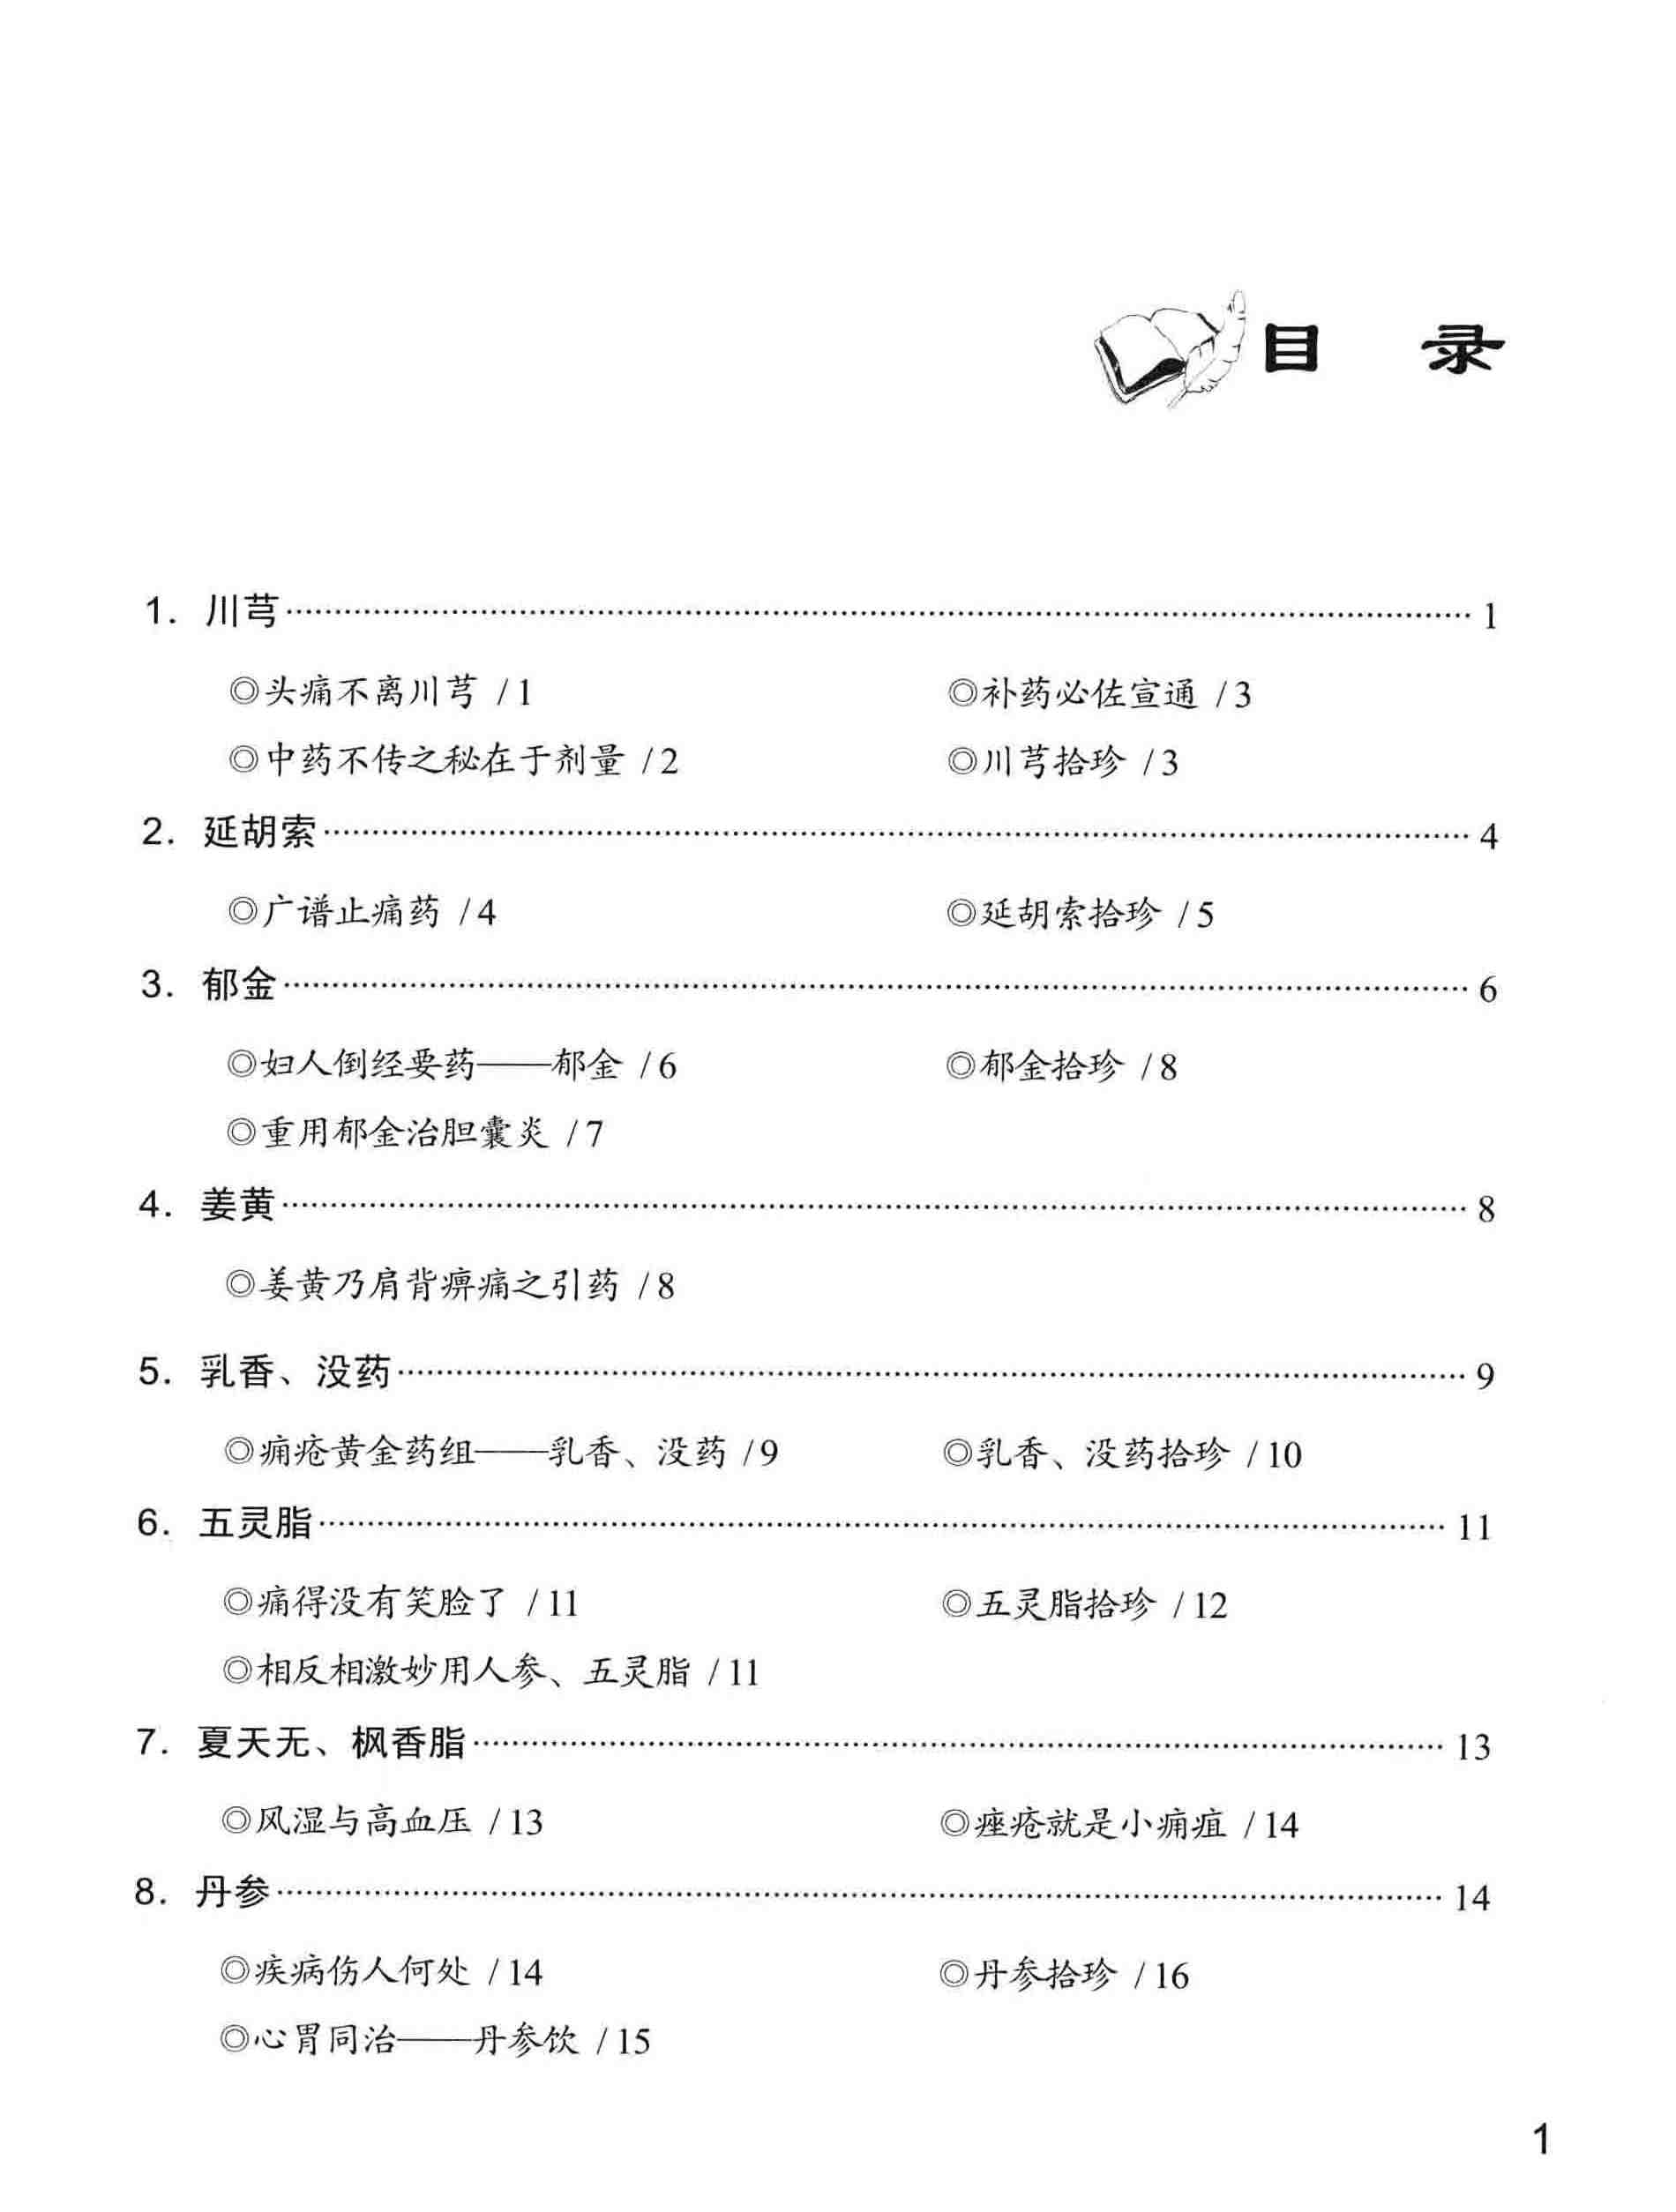 目 录
1. 川芎 1
◎头痛不离川芎 /1 ◎补药必佐宣通 /3
◎中药不传之秘在于剂量 /2 ◎川芎拾珍 /3
2. 延胡索 4
◎广谱止痛药 /4 ◎延胡索拾珍 /5
3. 郁金 6
◎妇人倒经要药——郁金 /6 ◎郁金拾珍 /8
◎重用郁金治胆囊炎 /7
4. 姜黄 8
◎姜黄乃肩背痹痛之引药 /8
5. 乳香、没药 9
◎痈疮黄金药组——乳香、没药 /9 ◎乳香、没药拾珍 /10
6. 五灵脂 11
◎痛得没有笑脸了 /11 ◎五灵脂拾珍 /12
◎相反相激妙用人参、五灵脂 /11
7. 夏天无、枫香脂 13
◎风湿与高血压 /13 ◎痤疮就是小痈疽 /14
8. 丹参 14
◎疾病伤人何处 /14 ◎丹参拾珍 /16
◎心胃同治——丹参饮 /15
1